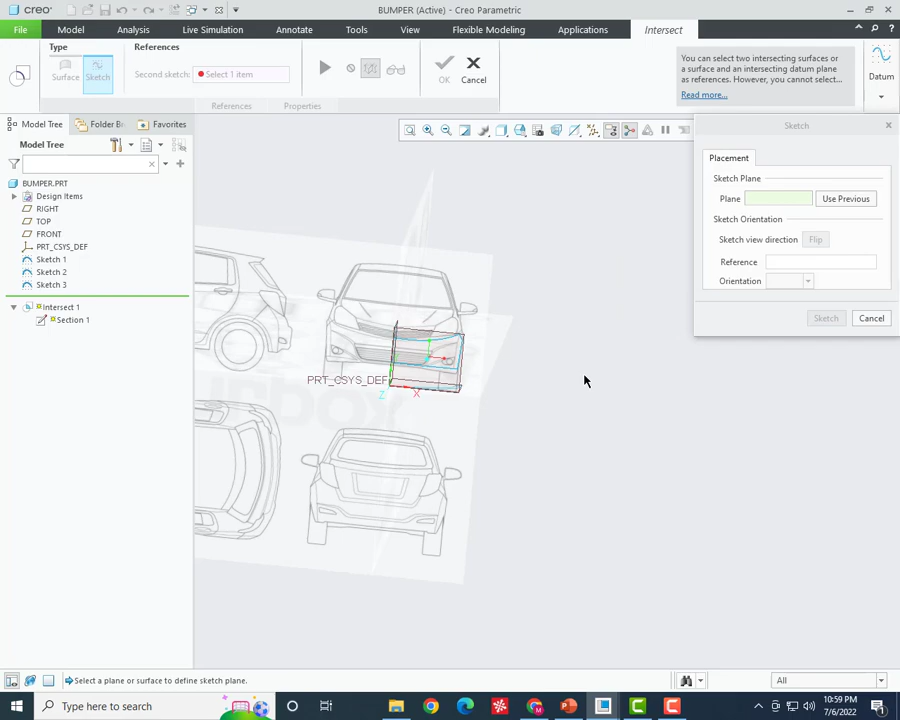 creo
BUMPER (Active) - Creo Parametric
File
Model
Analysis
Live Simulation
Annotate
Tools
View
Flexible Modeling
Applications
Intersect
Type
References
Surface
Sketch
Second sketch:
Select 1 item
OK
Cancel
You can select two intersecting surfaces or
a surface and an intersecting datum plane
as references. However, you cannot select...
Read more...
Datum
References
Properties
Model Tree
Folder Br
Favorites
Model Tree
BUMPER.PRT
Design Items
RIGHT
TOP
FRONT
PRT_CSYS_DEF
Sketch 1
Sketch 2
Sketch 3
Intersect 1
Section 1
Sketch
Placement
Sketch Plane
Plane
Use Previous
Sketch Orientation
Sketch view direction
Flip
Reference
Orientation
Sketch
Cancel
PRT_CSYS_DEF
Z
X
Select a plane or surface to define sketch plane.
All
Type here to search
10:59 PM
7/6/2022